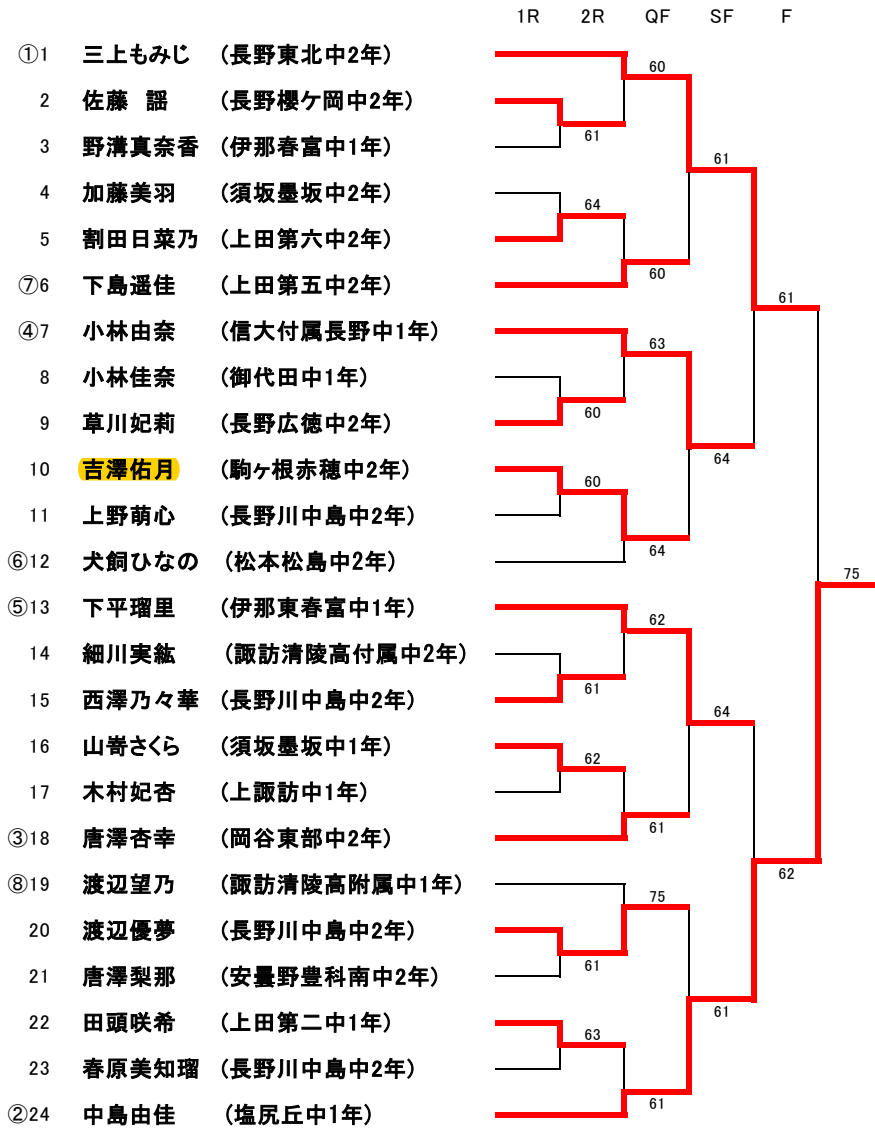 1R 2R QF SF F
①1 三上もみじ (長野東北中2年)
60
2 佐藤 謡 (長野櫻ケ岡中2年)
61
3 野溝真奈香 (伊那春富中1年)
61
4 加藤美羽 (須坂墨坂中2年)
64
5 割田日菜乃 (上田第六中2年)
60
⑦6 下島遥佳 (上田第五中2年)
61
④7 小林由奈 (信大付属長野中1年)
63
8 小林佳奈 (御代田中1年)
60
9 草川妃莉 (長野広徳中2年)
64
10 吉澤佑月 (駒ヶ根赤穂中2年)
60
11 上野萌心 (長野川中島中2年)
64
⑥12 犬飼ひなの (松本松島中2年)
75
⑤13 下平瑠里 (伊那東春富中1年)
62
14 細川実紘 (諏訪清陵高付属中2年)
61
15 西澤乃々華 (長野川中島中2年)
64
16 山嵜さくら (須坂墨坂中1年)
62
17 木村妃杏 (上諏訪中1年)
61
③18 唐澤杏幸 (岡谷東部中2年)
62
⑧19 渡辺望乃 (諏訪清陵高附属中1年)
75
20 渡辺優夢 (長野川中島中2年)
61
21 唐澤梨那 (安曇野豊科南中2年)
61
22 田頭咲希 (上田第二中1年)
63
23 春原美知瑠 (長野川中島中2年)
61
②24 中島由佳 (塩尻丘中1年)